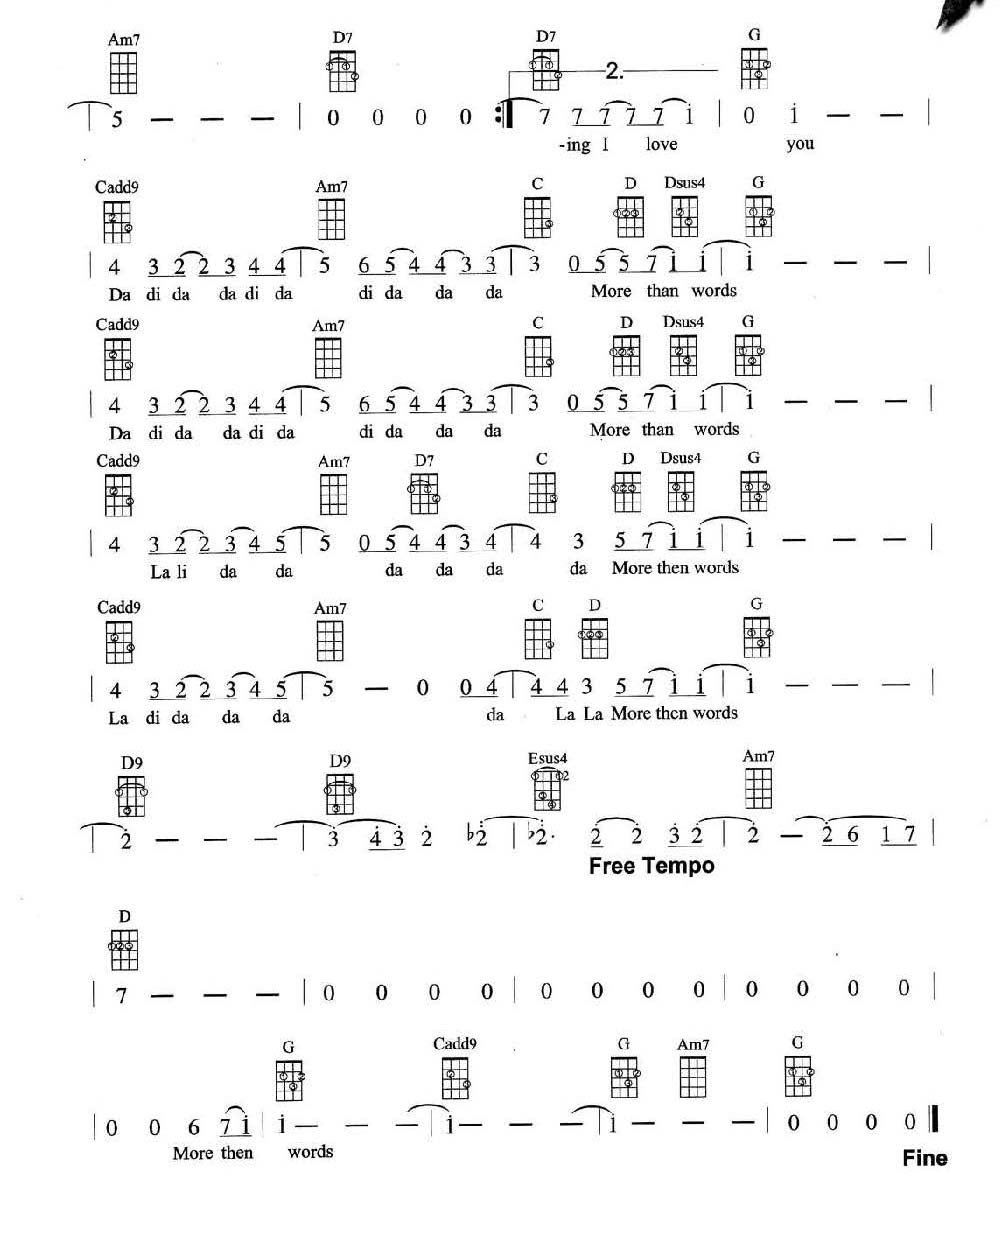 Am7 D7 D7 G
2.
5 — — — | 0 0 0 0 :| 7 7 7 7 7 i | 0 i — — |
-ing I love you
Cadd9 Am7 C D Dsus4 G
| 4 3 2 2 3 4 4 | 5 6 5 4 4 3 3 | 3 0 5 5 7 i i | i — — — |
Da di da da di da di da da da More than words
Cadd9 Am7 C D Dsus4 G
| 4 3 2 2 3 4 4 | 5 6 5 4 4 3 3 | 3 0 5 5 7 i i | i — — — |
Da di da da di da di da da da More than words
Cadd9 Am7 D7 C D Dsus4 G
| 4 3 2 2 3 4 5 | 5 0 5 4 4 3 4 | 4 3 5 7 i i | i — — — |
La li da da da da da da More then words
Cadd9 Am7 C D G
| 4 3 2 2 3 4 5 | 5 — 0 0 4 | 4 4 3 5 7 i i | i — — — |
La di da da da da La La More then words
D9 D9 Esus4 Am7
| 2 — — — | 3 4 3 2 b2 | b2. 2 2 3 2 | 2 — 2 6 1 7 |
Free Tempo
D
| 7 — — — | 0 0 0 0 | 0 0 0 0 | 0 0 0 0 |
G Cadd9 G Am7 G
| 0 0 6 7 i | i — — — | i — — — | i — — — | 0 0 0 0 ||
More then words
Fine